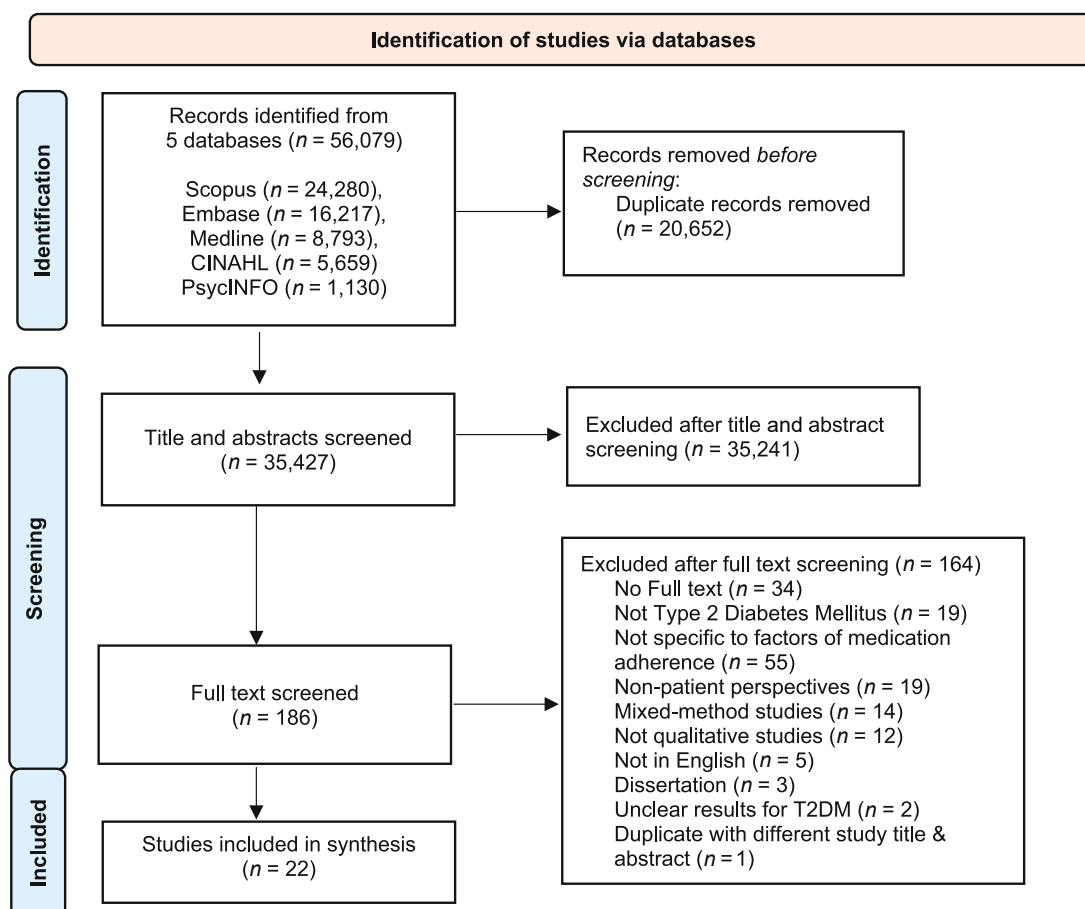 Identification of studies via databases
Identification
Records identified from
5 databases (n = 56,079)
Scopus (n = 24,280),
Embase (n = 16,217),
Medline (n = 8,793),
CINAHL (n = 5,659)
PsycINFO (n = 1,130)
Records removed before
screening:
Duplicate records removed
(n = 20,652)
Screening
Title and abstracts screened
(n = 35,427)
Excluded after title and abstract
screening (n = 35,241)
Full text screened
(n = 186)
Excluded after full text screening (n = 164)
No Full text (n = 34)
Not Type 2 Diabetes Mellitus (n = 19)
Not specific to factors of medication
adherence (n = 55)
Non-patient perspectives (n = 19)
Mixed-method studies (n = 14)
Not qualitative studies (n = 12)
Not in English (n = 5)
Dissertation (n = 3)
Unclear results for T2DM (n = 2)
Duplicate with different study title &
abstract (n = 1)
Included
Studies included in synthesis
(n = 22)